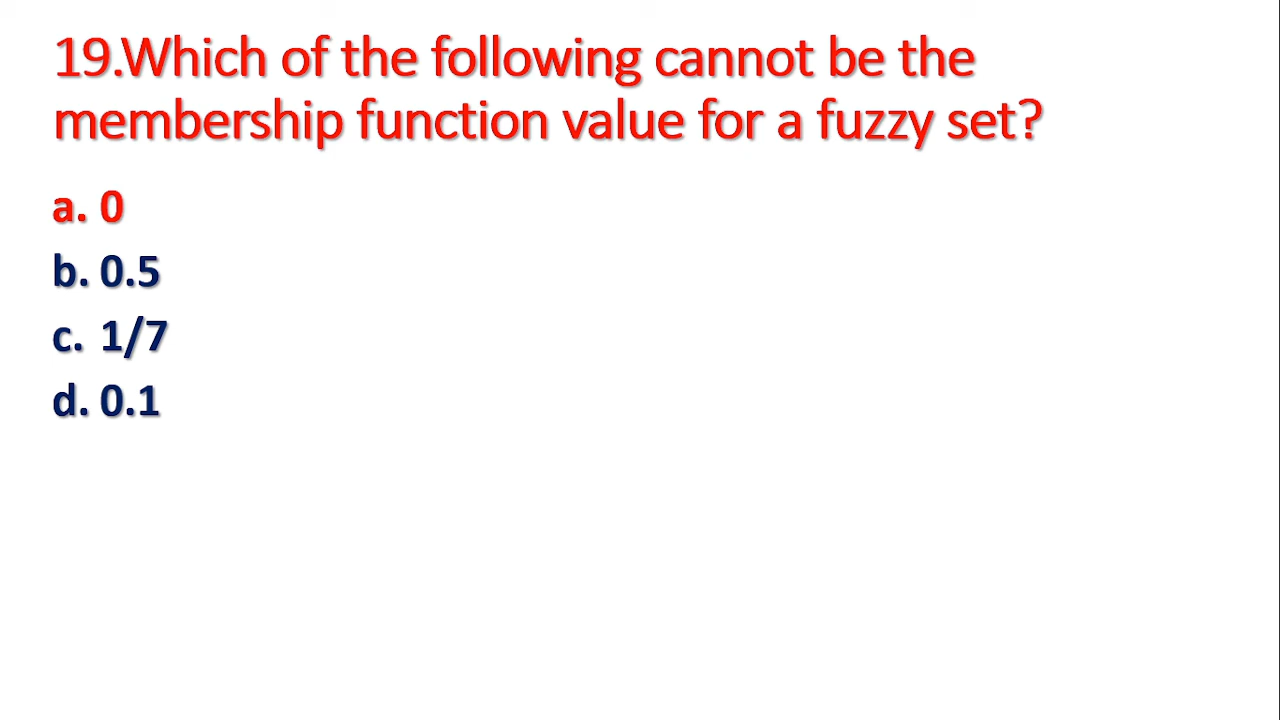 19.Which of the following cannot be the
membership function value for a fuzzy set?
a. 0
b. 0.5
c. 1/7
d. 0.1